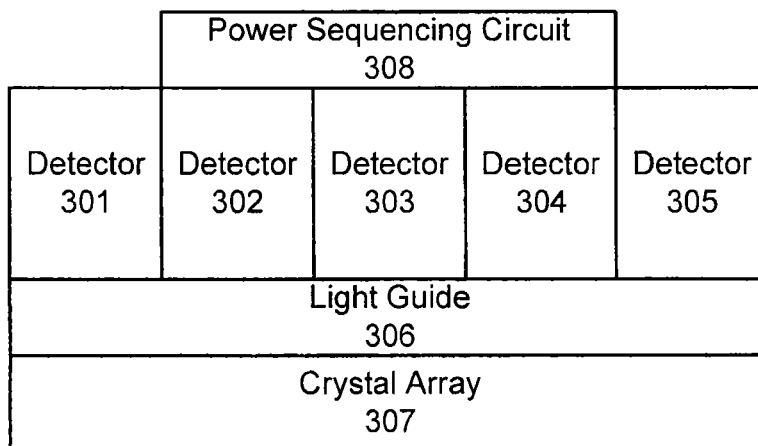 Power Sequencing Circuit
308
Detector
301
Detector
302
Detector
303
Detector
304
Detector
305
Light Guide
306
Crystal Array
307